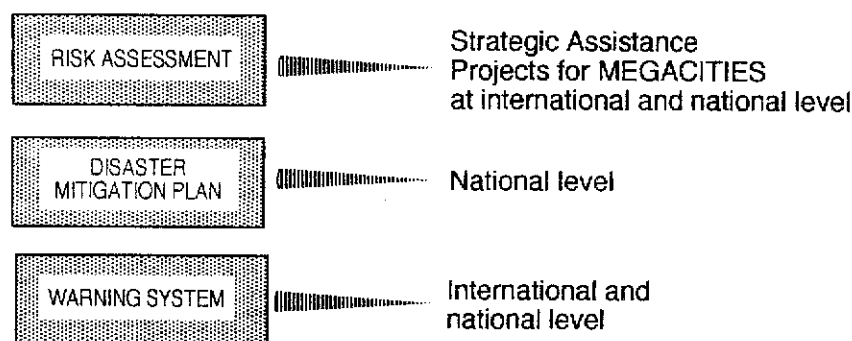 RISK ASSESSMENT
Strategic Assistance
Projects for MEGACITIES
at international and national level
DISASTER
MITIGATION PLAN
National level
WARNING SYSTEM
International and
national level